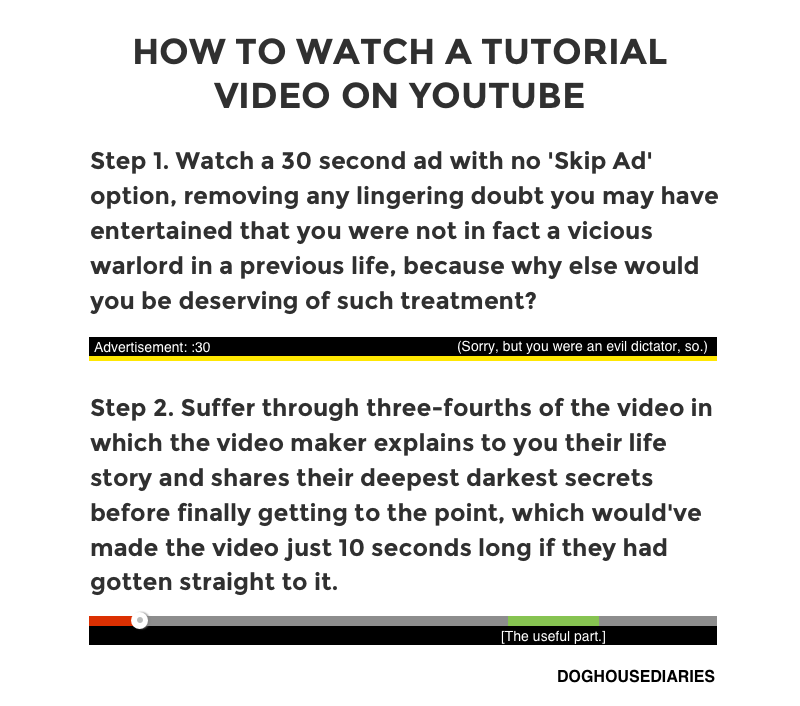 HOW TO WATCH A TUTORIAL
VIDEO ON YOUTUBE
Step 1. Watch a 30 second ad with no 'Skip Ad'
option, removing any lingering doubt you may have
entertained that you were not in fact a vicious
warlord in a previous life, because why else would
you be deserving of such treatment?
Advertisement: :30 (Sorry, but you were an evil dictator, so.)
Step 2. Suffer through three-fourths of the video in
which the video maker explains to you their life
story and shares their deepest darkest secrets
before finally getting to the point, which would've
made the video just 10 seconds long if they had
gotten straight to it.
[The useful part.]
DOGHOUSEDIARIES